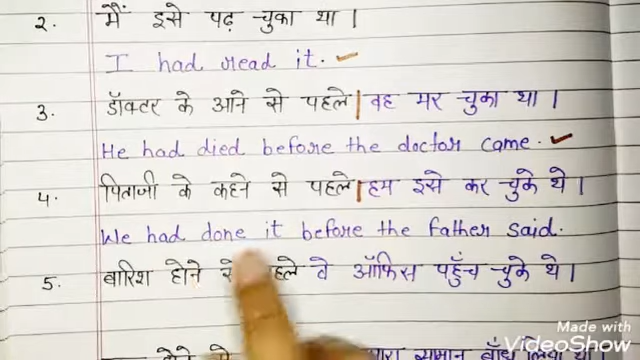 2. मैं इसे पढ़ चुका था।
I had read it. ✓
3. डॉक्टर के आने से पहले | वह मर चुका था।
He had died before the doctor came. ✓
4. पिताजी के कहने से पहले | हम इसे कर चुके थे।
We had done it before the father said.
5. बारिश होने से पहले वे ऑफिस पहुँच चुके थे।
सामान बाँध लिया था।
Made with
VideoShow